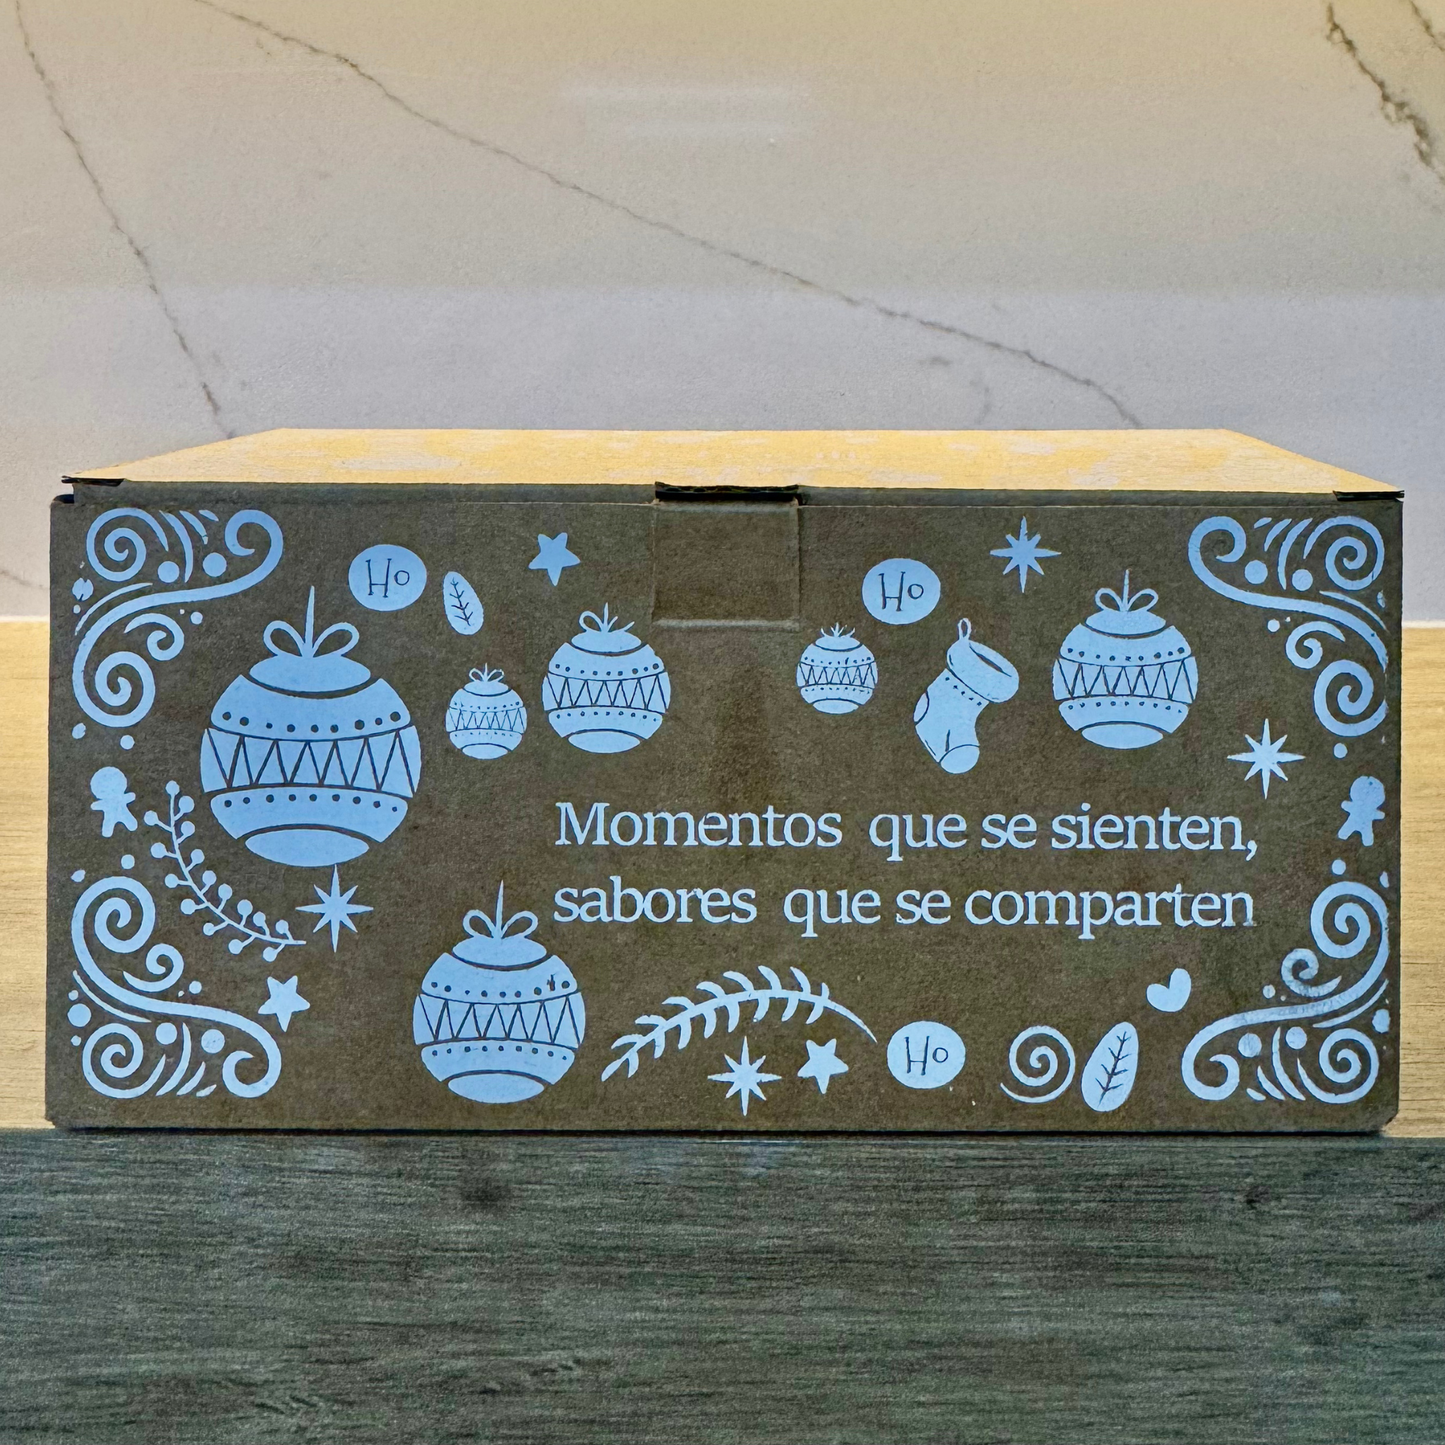 Ho
Ho
Momentos que se sienten,
sabores que se comparten
Ho